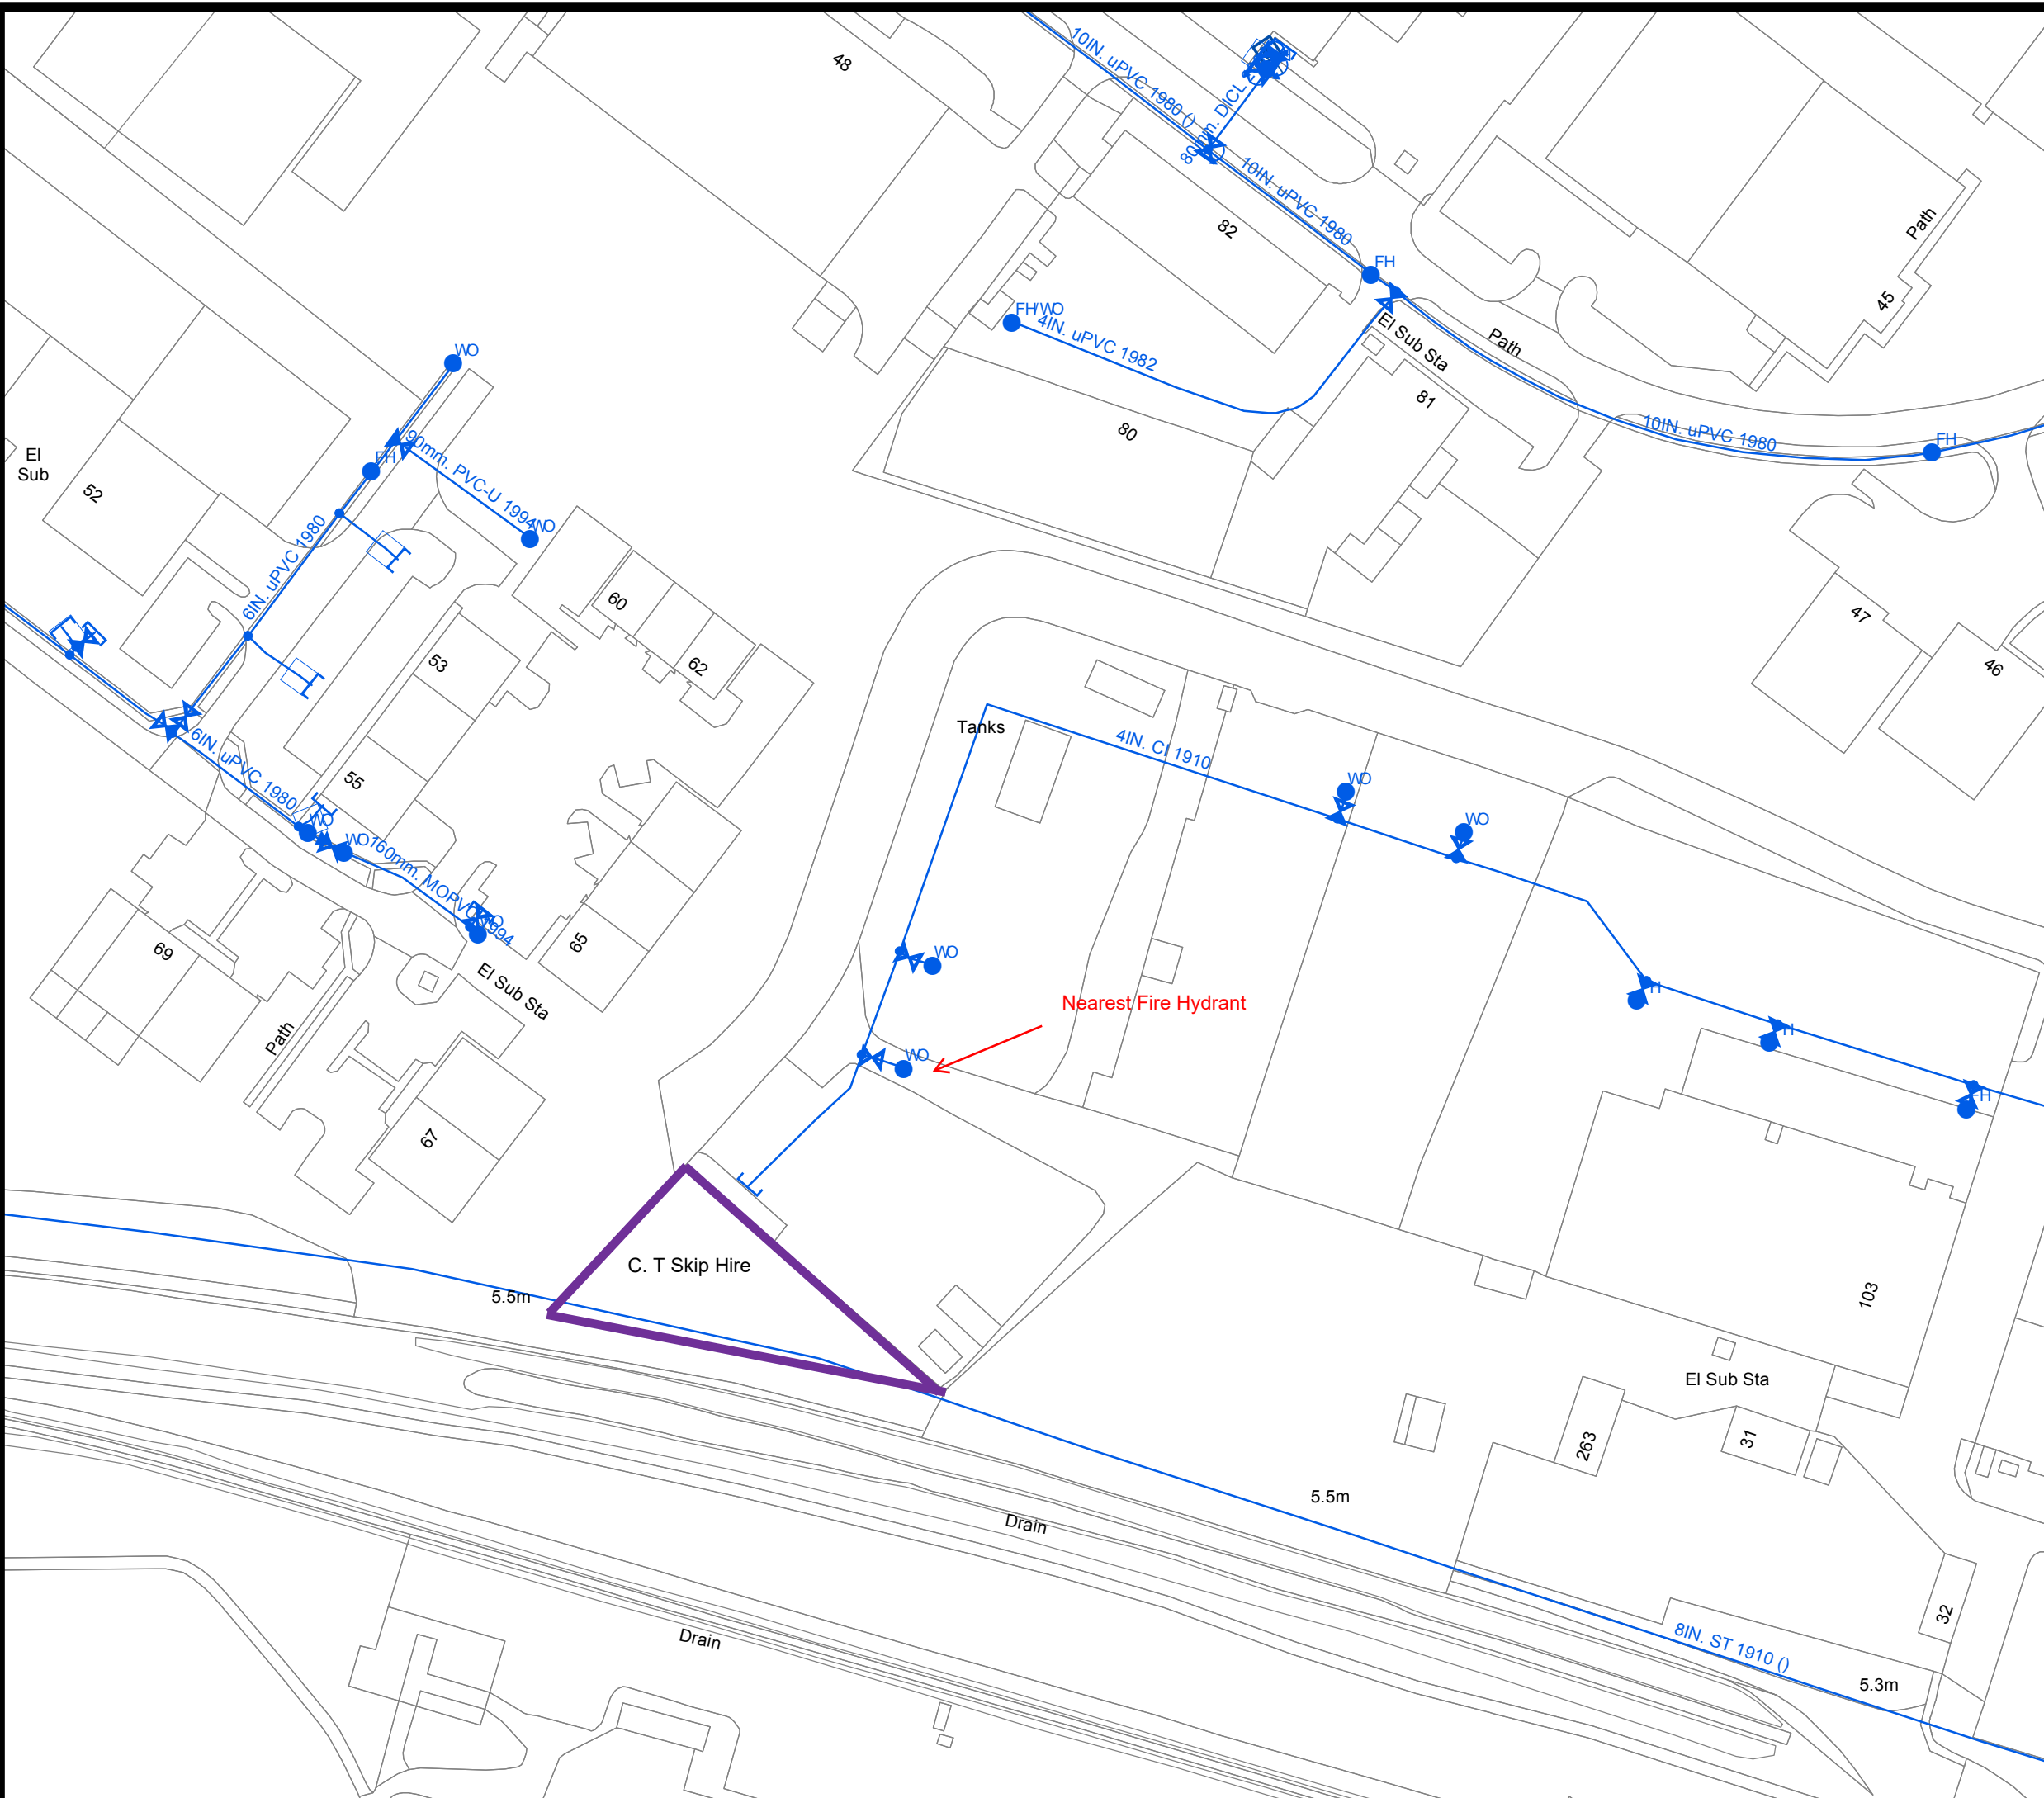 48
10IN. uPVC 1980 ()
80mm. DICL
10IN. uPVC 1980
82
Path
45
FH
FH/WO
4IN. uPVC 1982
El Sub Sta
Path
WO
81
80
10IN. uPVC 1980
FH
El
Sub
52
90mm. PVC-U 1994
FH
WO
6IN. uPVC 1980
60
53
62
47
46
Tanks
4IN. CI 1910
6IN. uPVC 1980
55
WO
WO
WO
WO
160mm. MOPVC 1994
69
65
WO
El Sub Sta
Nearest Fire Hydrant
Path
WO
FH
67
C. T Skip Hire
5.5m
103
El Sub Sta
263
31
5.5m
Drain
32
Drain
8IN. ST 1910 ()
5.3m